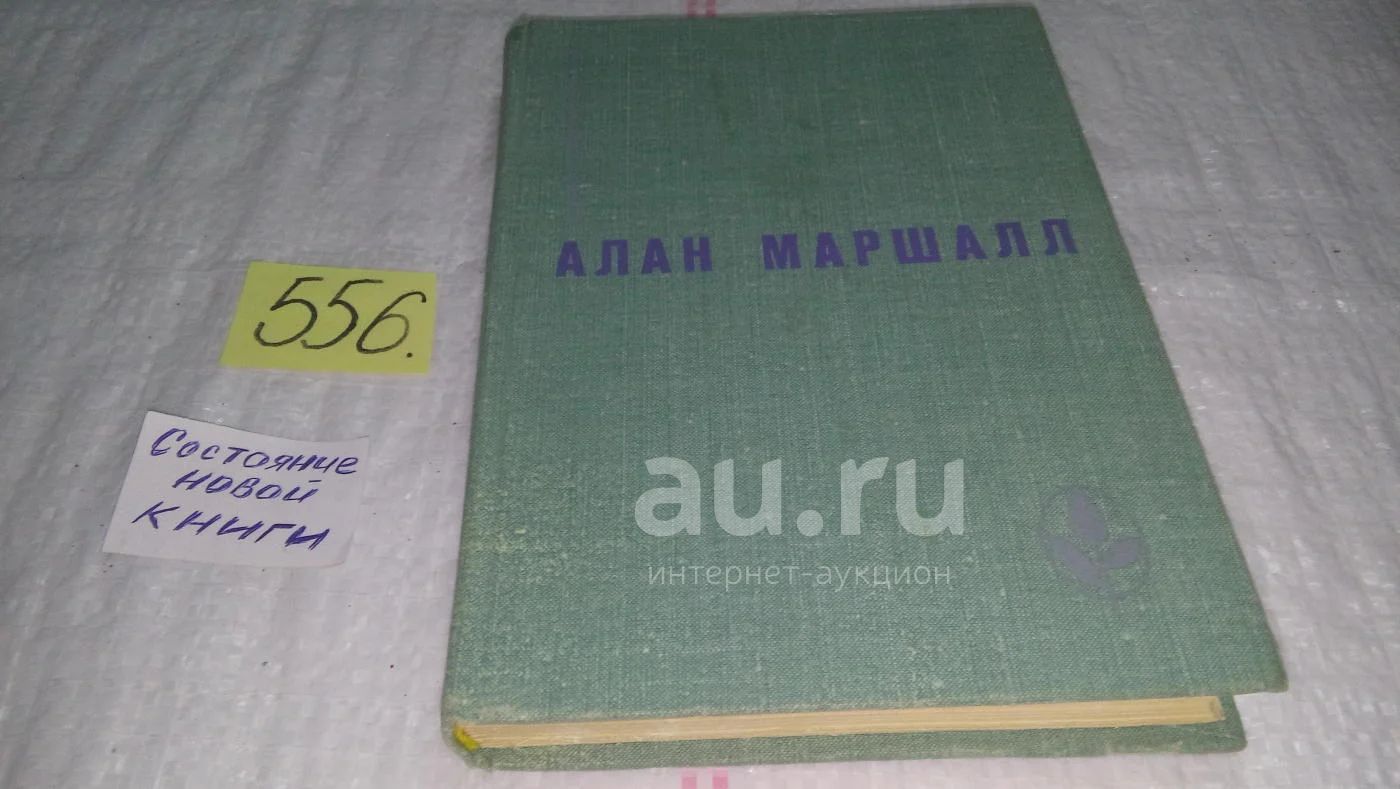 АЛАН МАРШАЛЛ
556.
Состояние
новой
книги
au.ru
интернет-аукцион